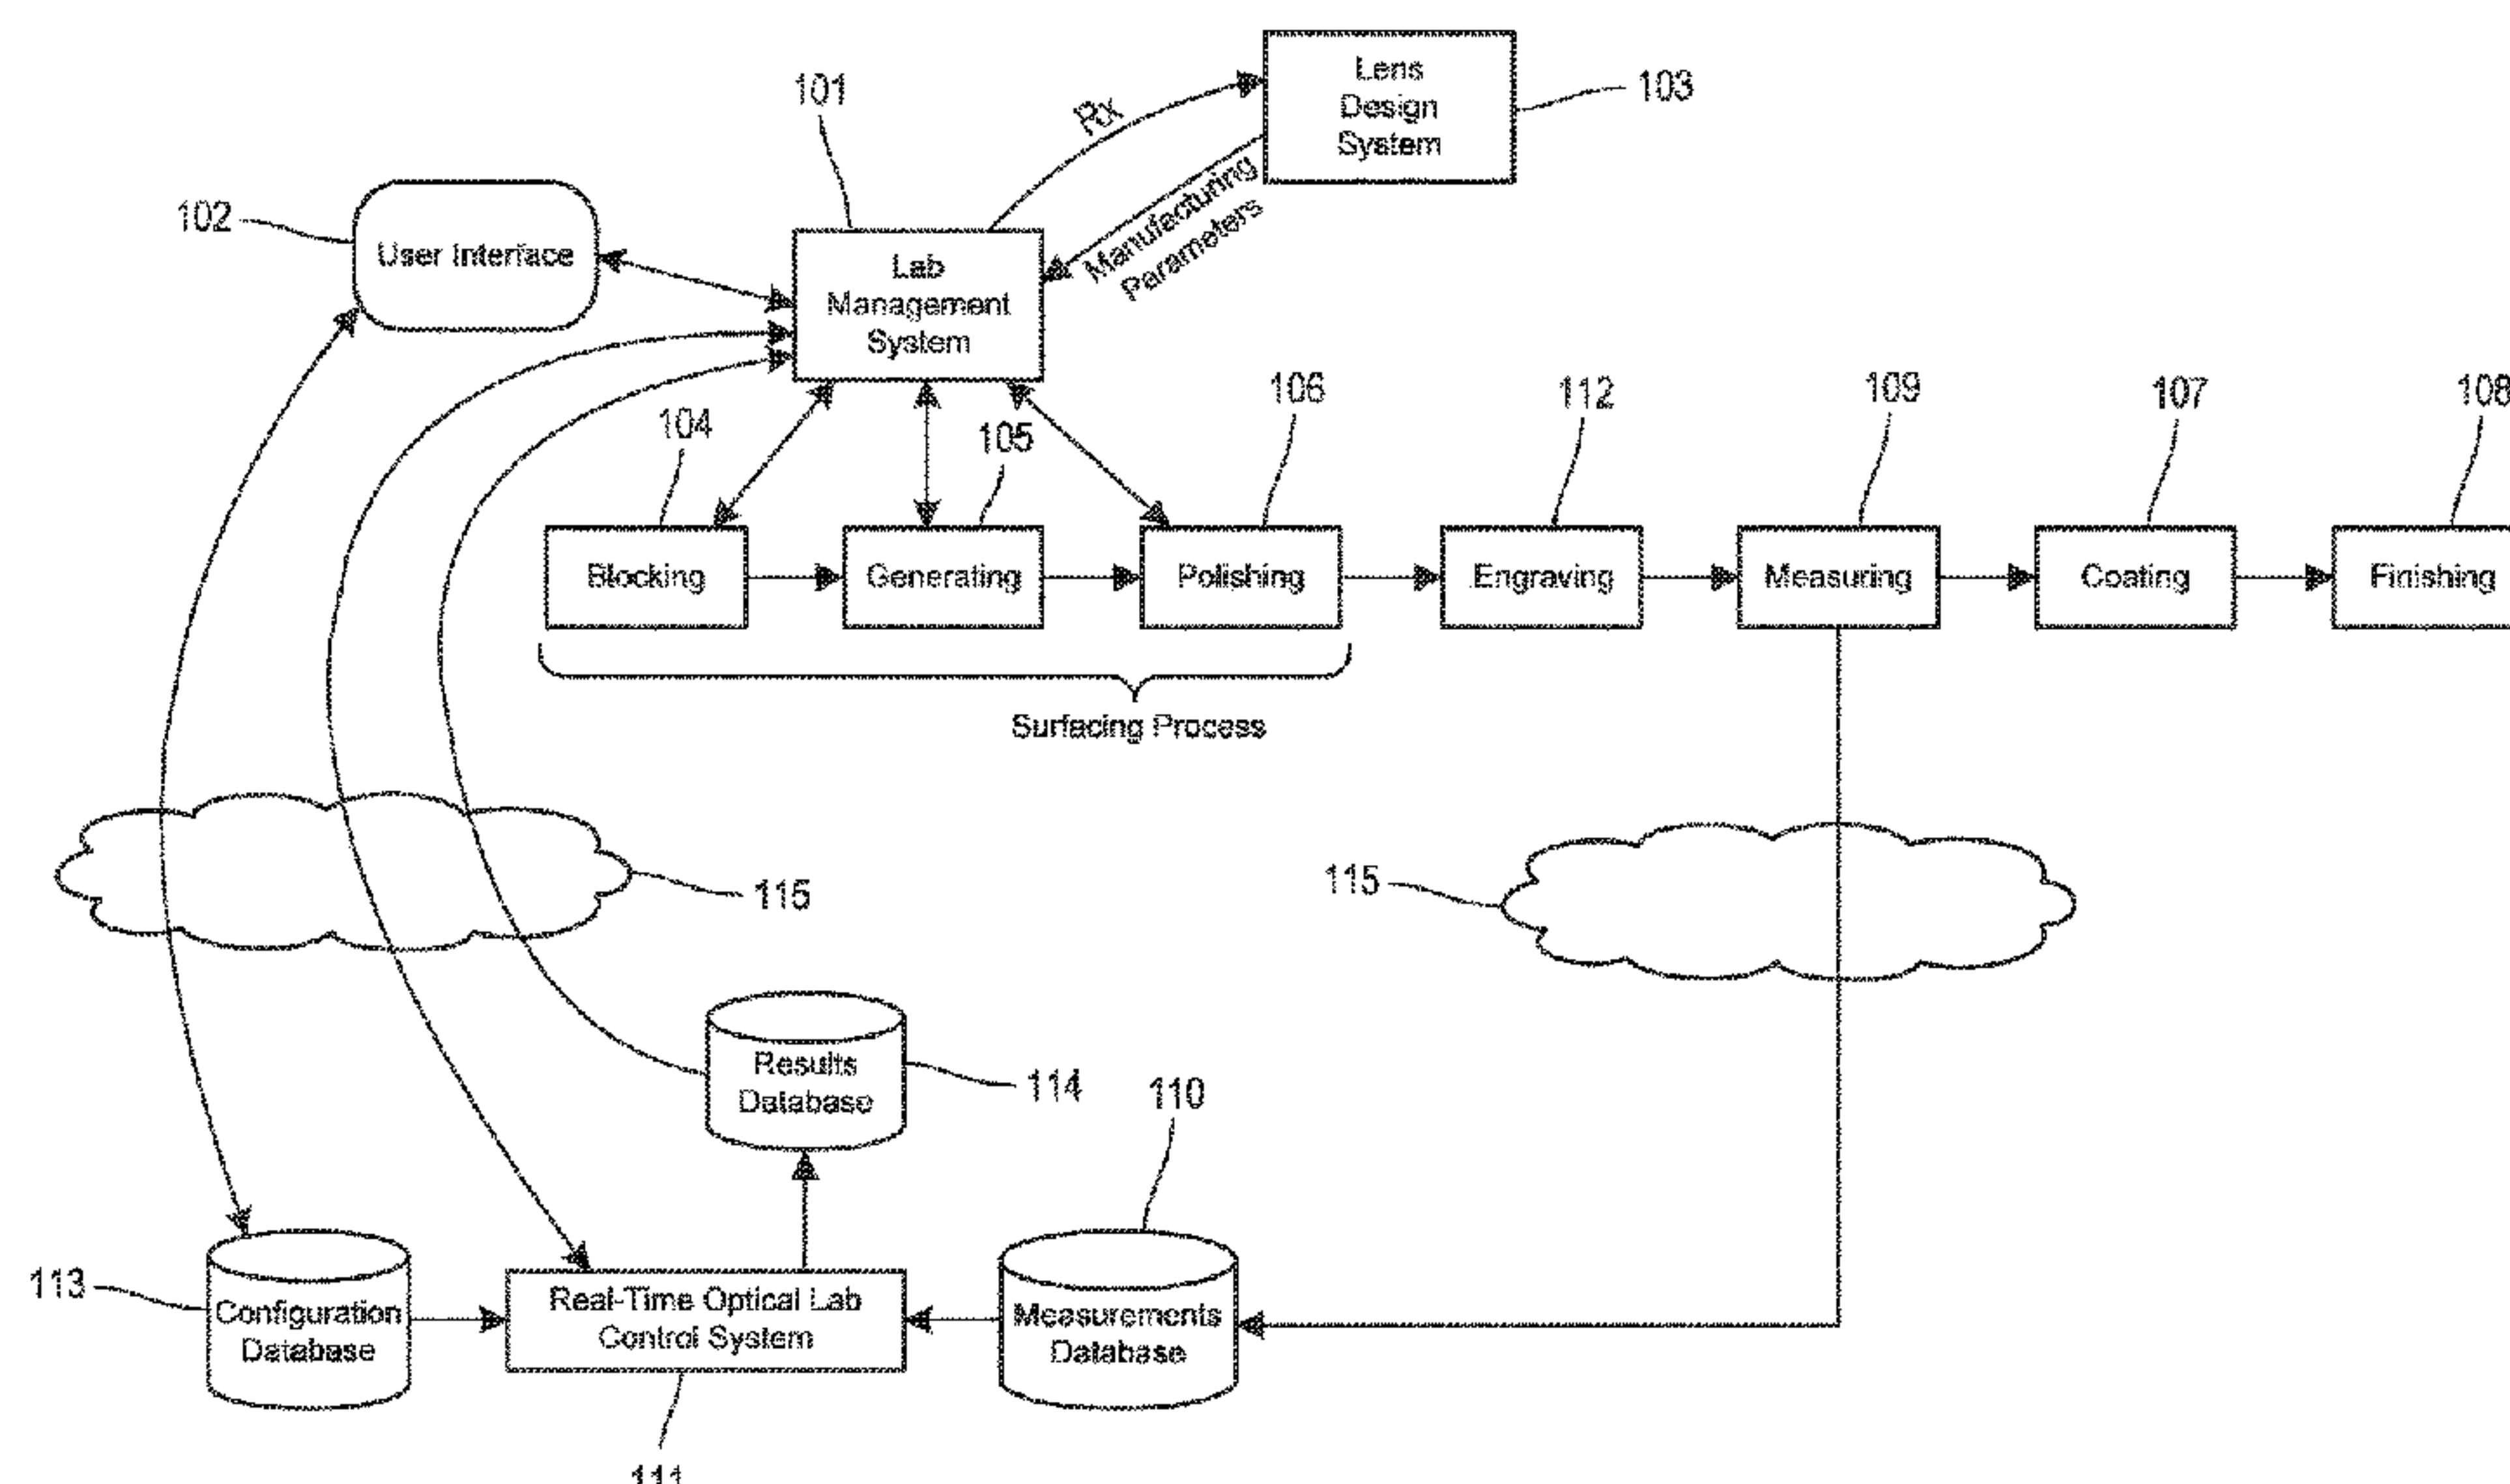 101
Lens
Design
System
103
Rx
Manufacturing
Parameters
102
User Interface
Lab
Management
System
104
105
106
112
109
107
108
Blocking
Generating
Polishing
Engraving
Measuring
Coating
Finishing
Surfacing Process
115
115
Results
Database
114
110
113
Configuration
Database
Real-Time Optical Lab
Control System
Measurements
Database
111